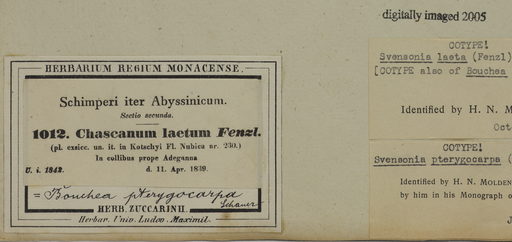 digitally imaged 2005
HERBARIUM REGIUM MONACENSE.
Schimperi iter Abyssinicum.
Sectio secunda.
1012. Chascanum laetum Fenzl.
(pl. exsicc. un. it. in Kotschyi Fl. Nubica nr. 230.)
In collibus prope Adeganna
U. i. 1842. d. 11. Apr. 1839.
= Bouchea pterygocarpa
Schauer
HERB. ZUCCARINII.
Herbar. Univ. Ludov. Maximil.
COTYPE!
Svensonia laeta (Fenzl)
[COTYPE also of Bouchea
Identified by H. N. M
Oct
COTYPE!
Svensonia pterygocarpa (
Identified by H. N. MOLDEN
by him in his Monograph o
J